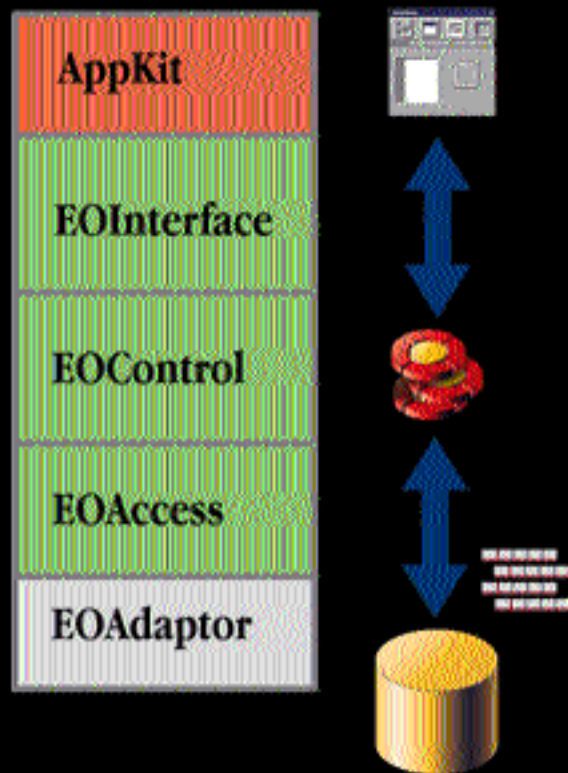 AppKit
EOInterface
EOControl
EOAccess
EOAdaptor